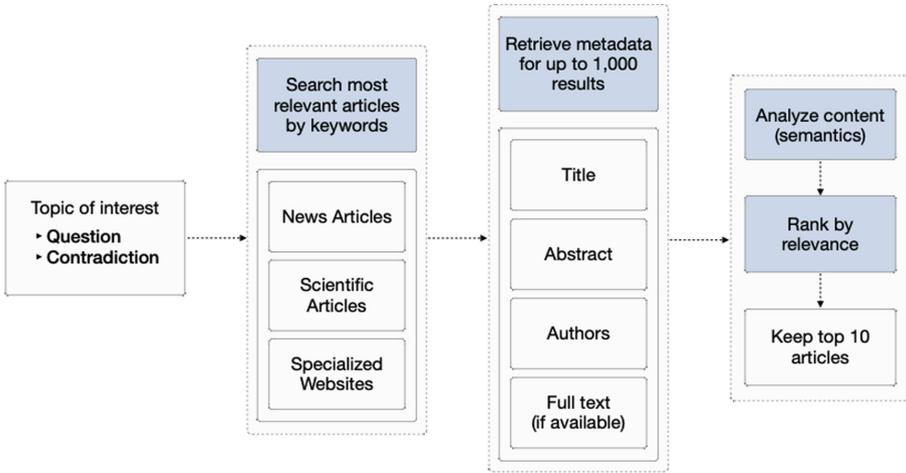 Topic of interest
‣ Question
‣ Contradiction
Search most
relevant articles
by keywords
News Articles
Scientific
Articles
Specialized
Websites
Retrieve metadata
for up to 1,000
results
Title
Abstract
Authors
Full text
(if available)
Analyze content
(semantics)
Rank by
relevance
Keep top 10
articles